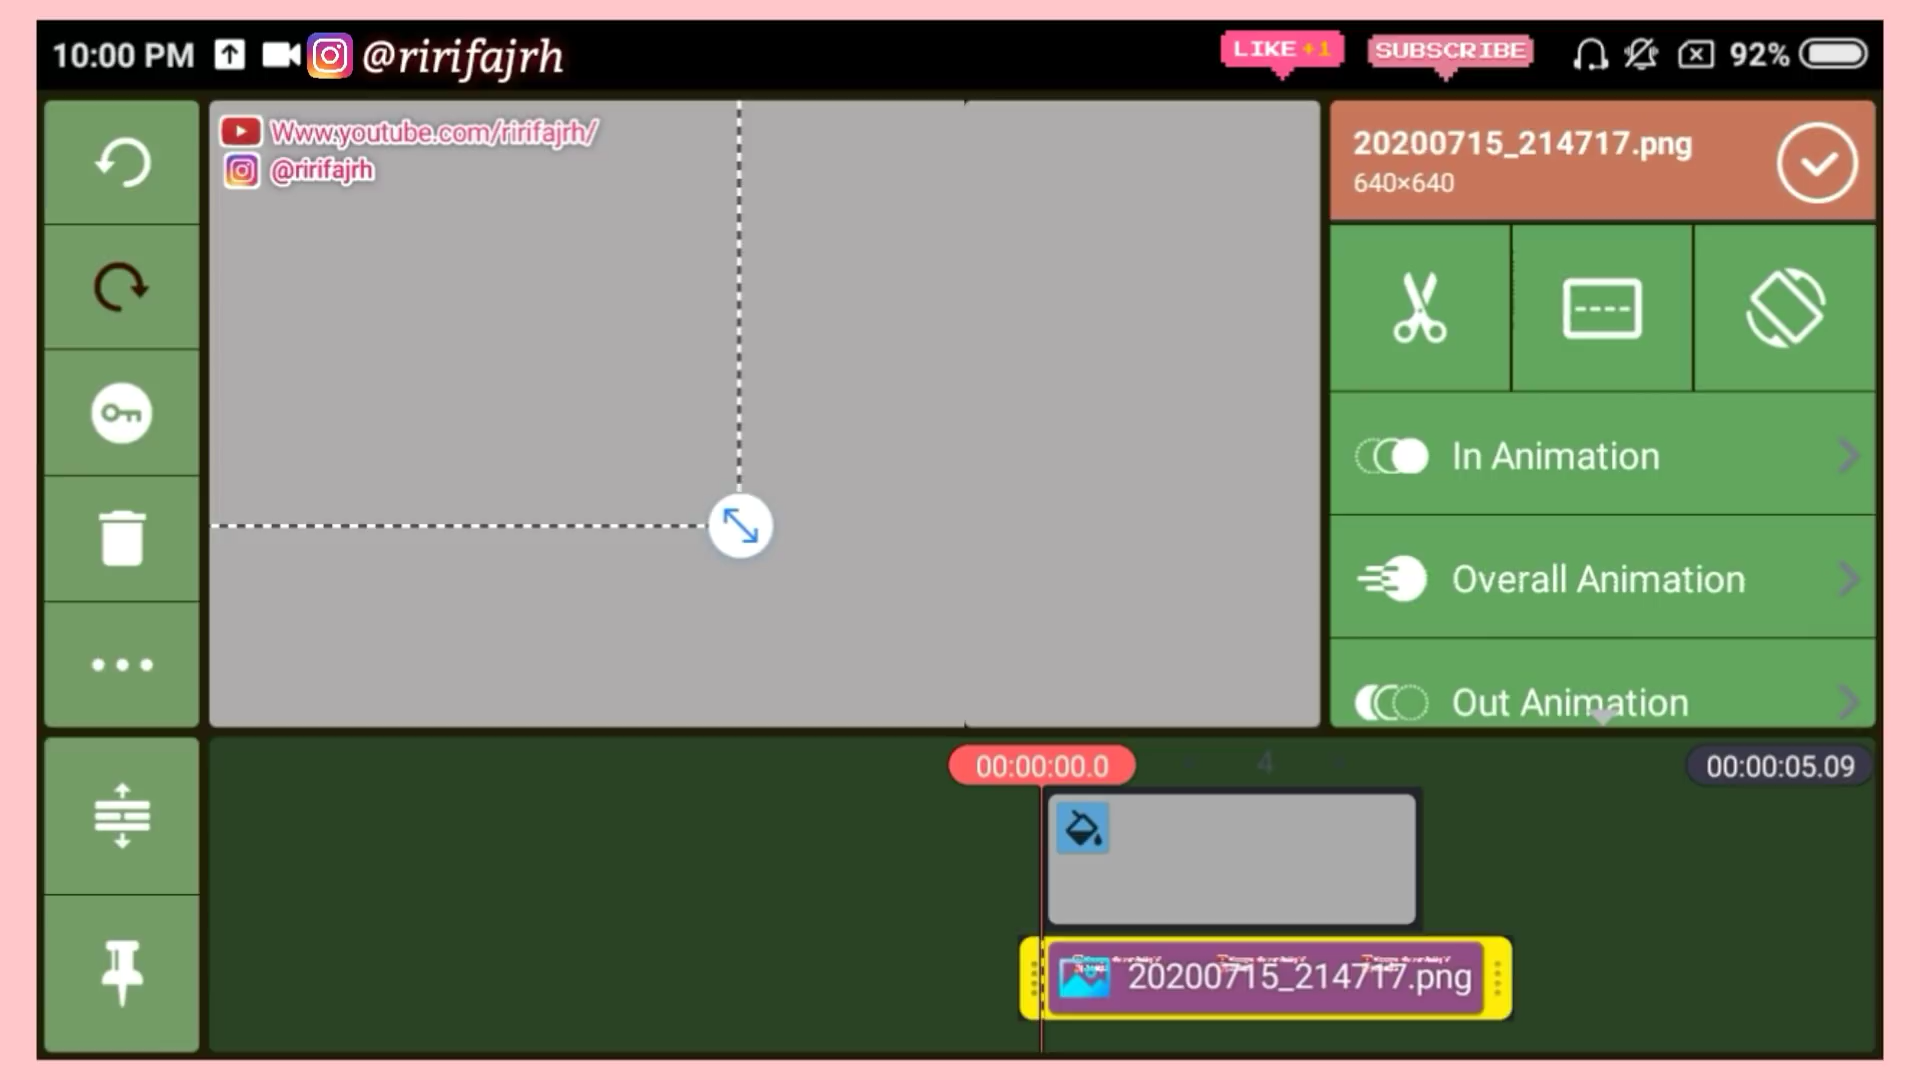 10:00 PM @ririfajrh LIKE +1 SUBSCRIBE 92%
Www.youtube.com/ririfajrh/
@ririfajrh
20200715_214717.png
640×640
In Animation
Overall Animation
Out Animation
00:00:00.0 4 00:00:05.09
20200715_214717.png